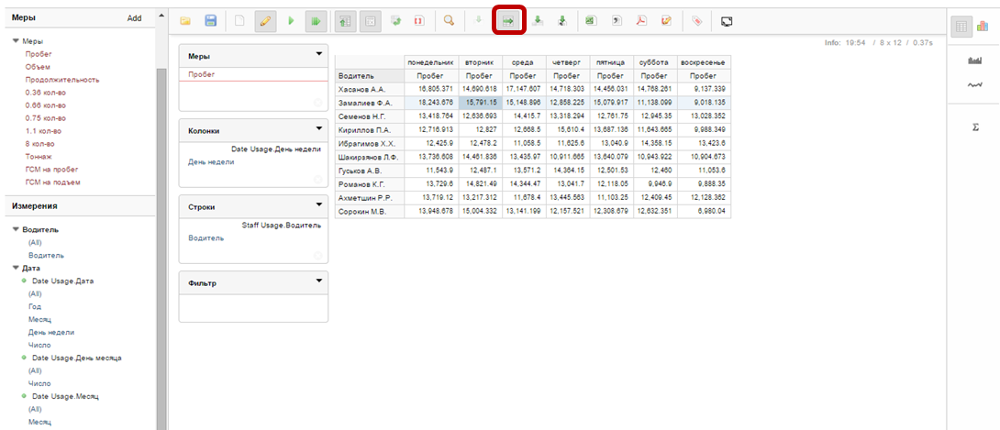 Меры Add
Меры
Пробег
Объем
Продолжительность
0.36 кол-во
0.66 кол-во
0.75 кол-во
1.1 кол-во
8 кол-во
Тоннаж
ГСМ на пробег
ГСМ на подъем
Измерения
Водитель
(All)
Водитель
Дата
Date Usage.Дата
(All)
Год
Месяц
День недели
Число
Date Usage.День месяца
(All)
Число
Date Usage.Месяц
(All)
Месяц
Меры
Пробег
Колонки
Date Usage.День недели
День недели
Строки
Staff Usage.Водитель
Водитель
Фильтр
Info: 19:54 / 8 x 12 / 0.37s
понедельник вторник среда четверг пятница суббота воскресенье
Водитель Пробег Пробег Пробег Пробег Пробег Пробег Пробег
Хасанов А.А. 16,805.371 14,690.618 17,147.607 14,718.303 14,456.031 14,768.261 9,137.339
Замалиев Ф.А. 18,243.676 15,791.15 15,148.896 12,858.225 15,079.917 11,138.099 9,018.135
Семенов Н.Г. 13,418.764 12,636.693 14,415.7 13,318.294 12,761.75 12,945.35 13,028.352
Кириллов П.А. 12,716.913 12,827 12,668.5 15,610.4 13,687.136 11,643.665 9,988.349
Ибрагимов Х.Х. 12,425.9 12,478.2 11,058.5 11,625.6 13,040.9 14,358.15 13,423.6
Шакирзянов Л.Ф. 13,736.608 14,461.836 13,435.97 10,911.665 13,640.079 10,943.922 10,904.673
Гуськов А.В. 11,543.9 12,487.1 13,571.2 14,364.15 12,501.53 12,460 11,053.6
Романов К.Г. 13,729.6 14,821.49 14,344.47 13,041.7 12,118.05 9,946.9 9,888.35
Ахметшин Р.Р. 13,719.12 13,217.312 11,678.4 13,445.563 11,103.25 12,409.45 12,128.362
Сорокин М.В. 13,948.678 15,004.332 13,141.199 12,157.521 12,308.679 12,632.351 6,980.04
Σ